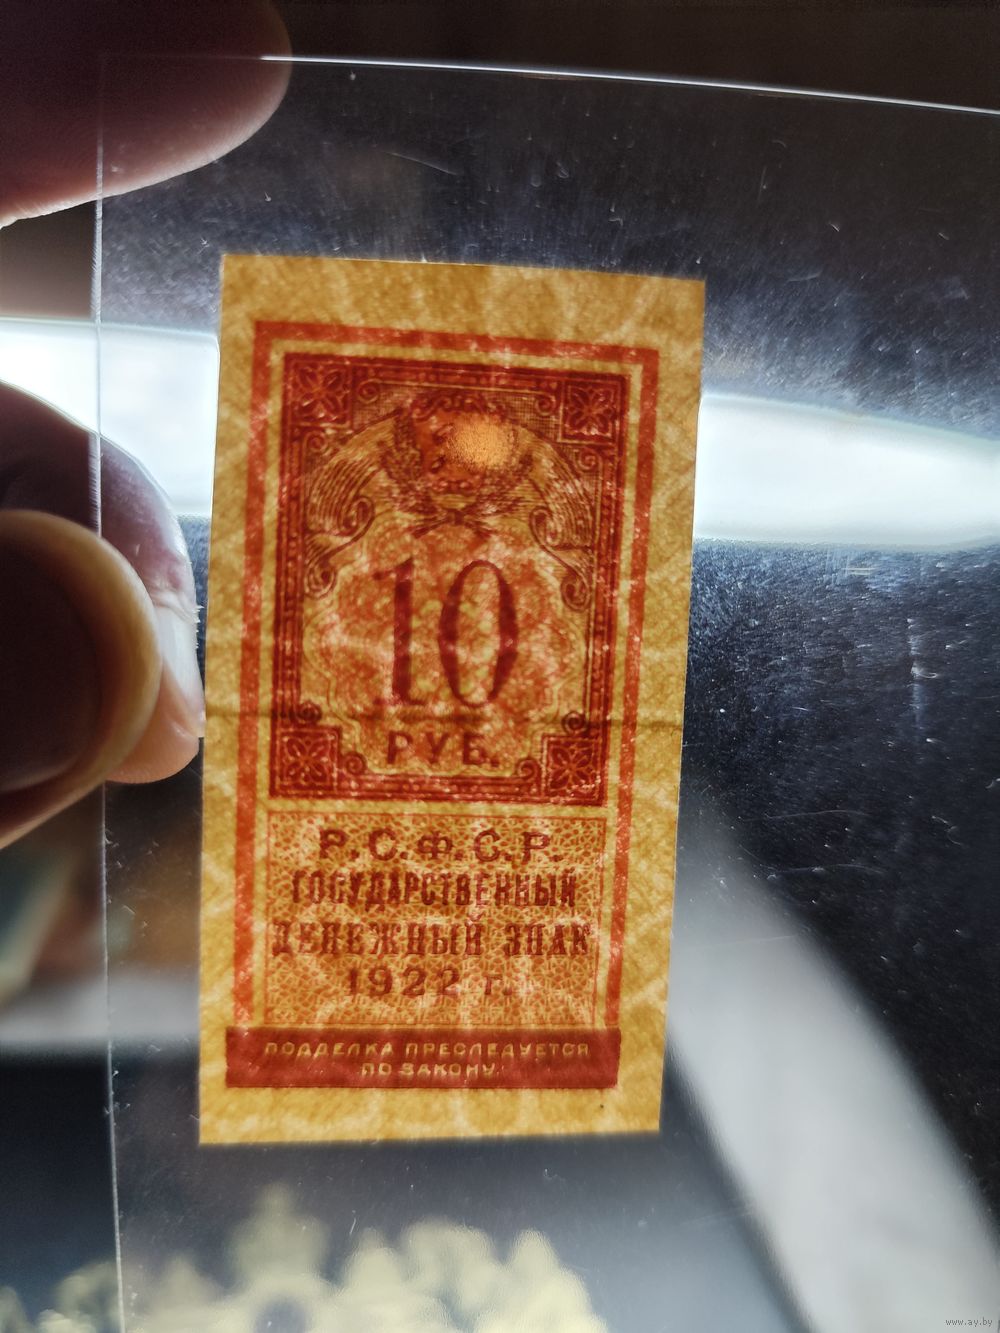 10
РУБ.
Р.С.Ф.С.Р.
ГОСУДАРСТВЕННЫЙ
ДЕНЕЖНЫЙ ЗНАК
1922 г.
ПОДДЕЛКА ПРЕСЛЕДУЕТСЯ
ПО ЗАКОНУ.
www.ay.by